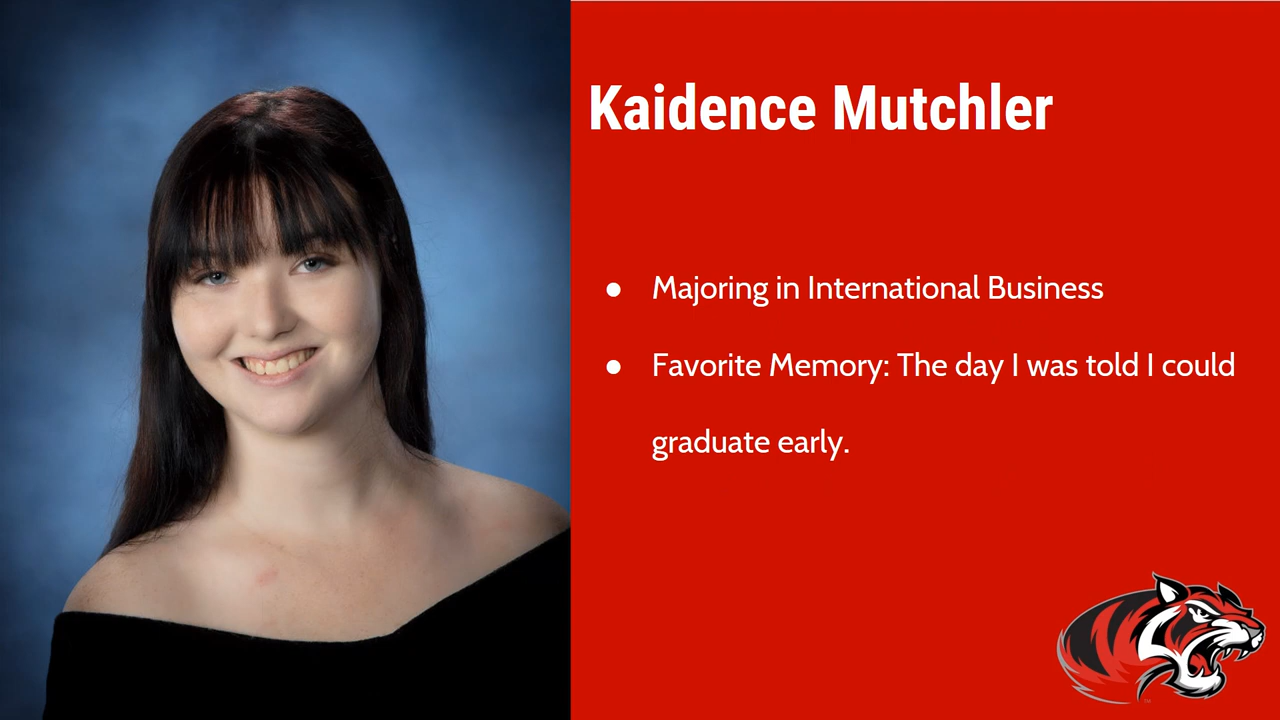 Kaidence Mutchler
● Majoring in International Business
● Favorite Memory: The day I was told I could
graduate early.